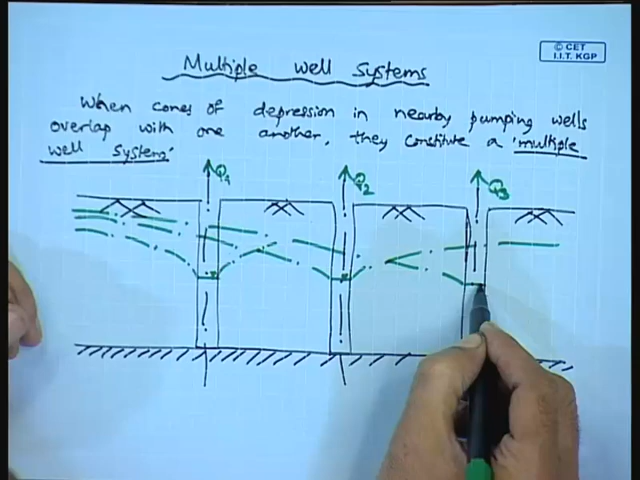 © CET
I.I.T. KGP
Multiple well Systems
When cones of depression in nearby pumping wells
overlap with one another, they constitute a 'multiple
well system'
Q1
Q2
Q3